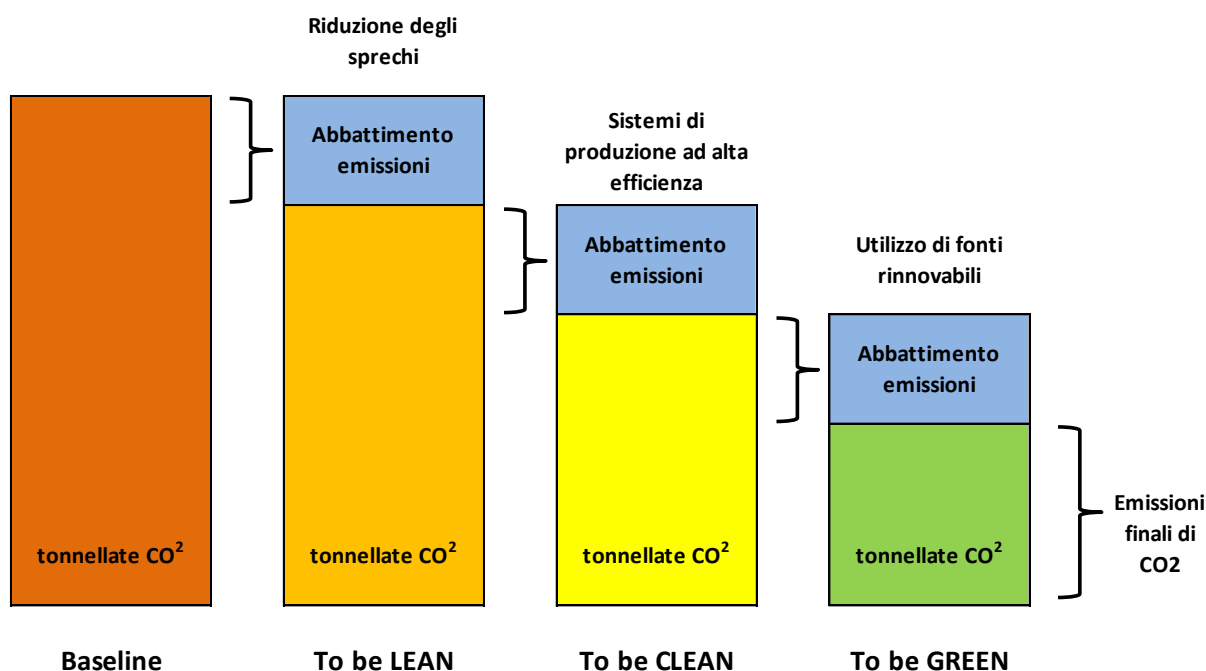 Riduzione degli
sprechi
Abbattimento
emissioni
Sistemi di
produzione ad alta
efficienza
Abbattimento
emissioni
Utilizzo di fonti
rinnovabili
Abbattimento
emissioni
tonnellate CO²
tonnellate CO²
tonnellate CO²
tonnellate CO²
Emissioni
finali di
CO2
Baseline
To be LEAN
To be CLEAN
To be GREEN